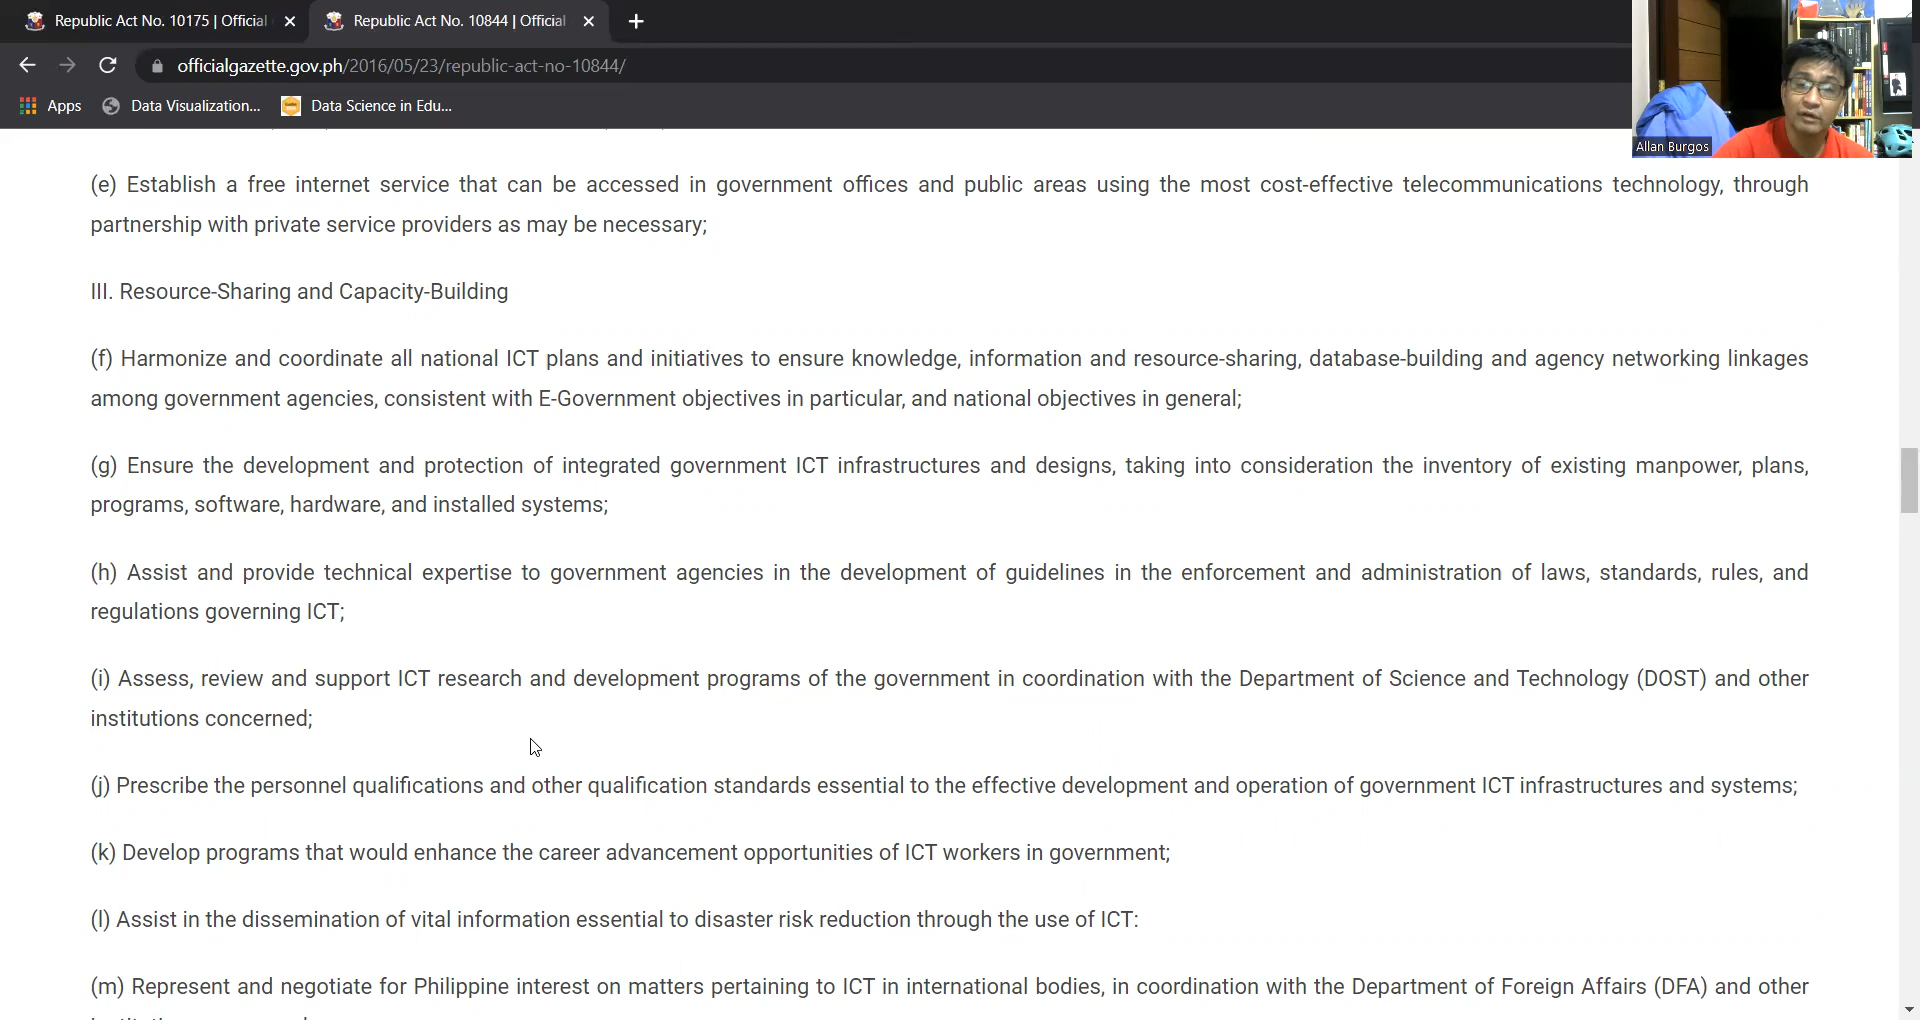 Republic Act No. 10175 | Official
Republic Act No. 10844 | Official
officialgazette.gov.ph/2016/05/23/republic-act-no-10844/
Apps
Data Visualization...
Data Science in Edu...
Allan Burgos
(e) Establish a free internet service that can be accessed in government offices and public areas using the most cost-effective telecommunications technology, through
partnership with private service providers as may be necessary;
III. Resource-Sharing and Capacity-Building
(f) Harmonize and coordinate all national ICT plans and initiatives to ensure knowledge, information and resource-sharing, database-building and agency networking linkages
among government agencies, consistent with E-Government objectives in particular, and national objectives in general;
(g) Ensure the development and protection of integrated government ICT infrastructures and designs, taking into consideration the inventory of existing manpower, plans,
programs, software, hardware, and installed systems;
(h) Assist and provide technical expertise to government agencies in the development of guidelines in the enforcement and administration of laws, standards, rules, and
regulations governing ICT;
(i) Assess, review and support ICT research and development programs of the government in coordination with the Department of Science and Technology (DOST) and other
institutions concerned;
(j) Prescribe the personnel qualifications and other qualification standards essential to the effective development and operation of government ICT infrastructures and systems;
(k) Develop programs that would enhance the career advancement opportunities of ICT workers in government;
(l) Assist in the dissemination of vital information essential to disaster risk reduction through the use of ICT:
(m) Represent and negotiate for Philippine interest on matters pertaining to ICT in international bodies, in coordination with the Department of Foreign Affairs (DFA) and other